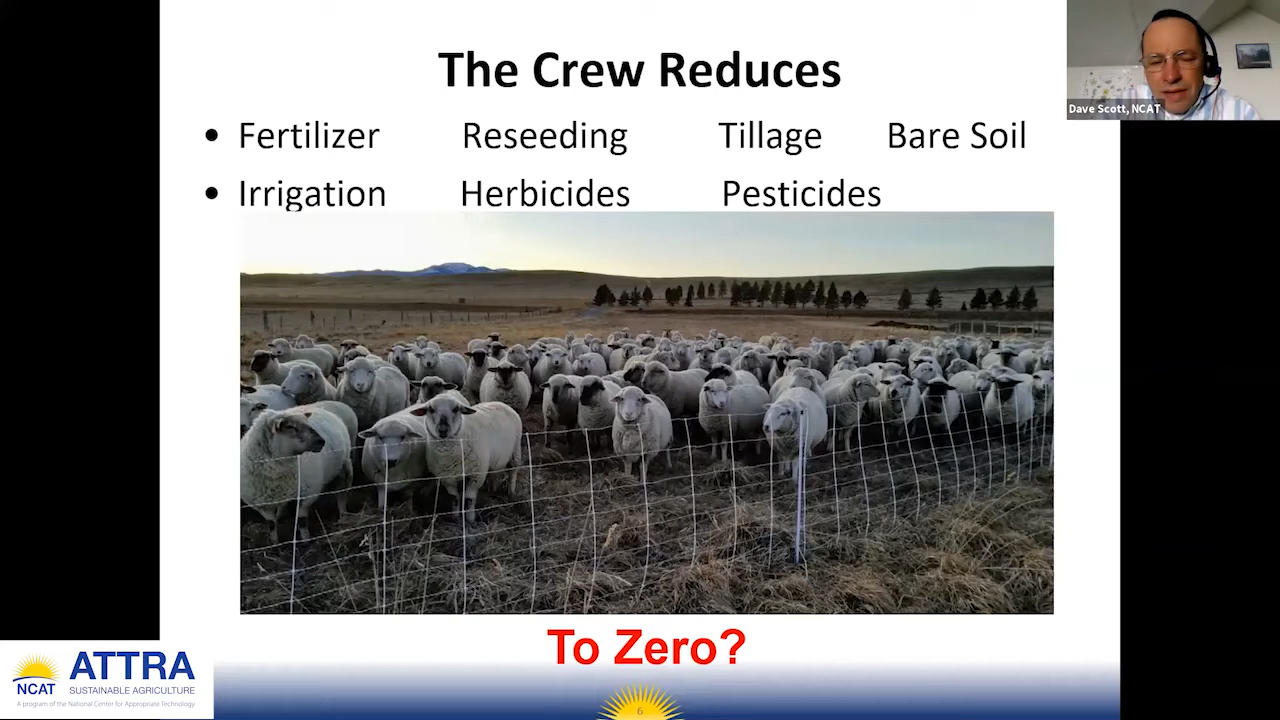 The Crew Reduces
• Fertilizer Reseeding Tillage Bare Soil
• Irrigation Herbicides Pesticides
Dave Scott, NCAT
To Zero?
NCAT
ATTRA
SUSTAINABLE AGRICULTURE
A program of the National Center for Appropriate Technology
6